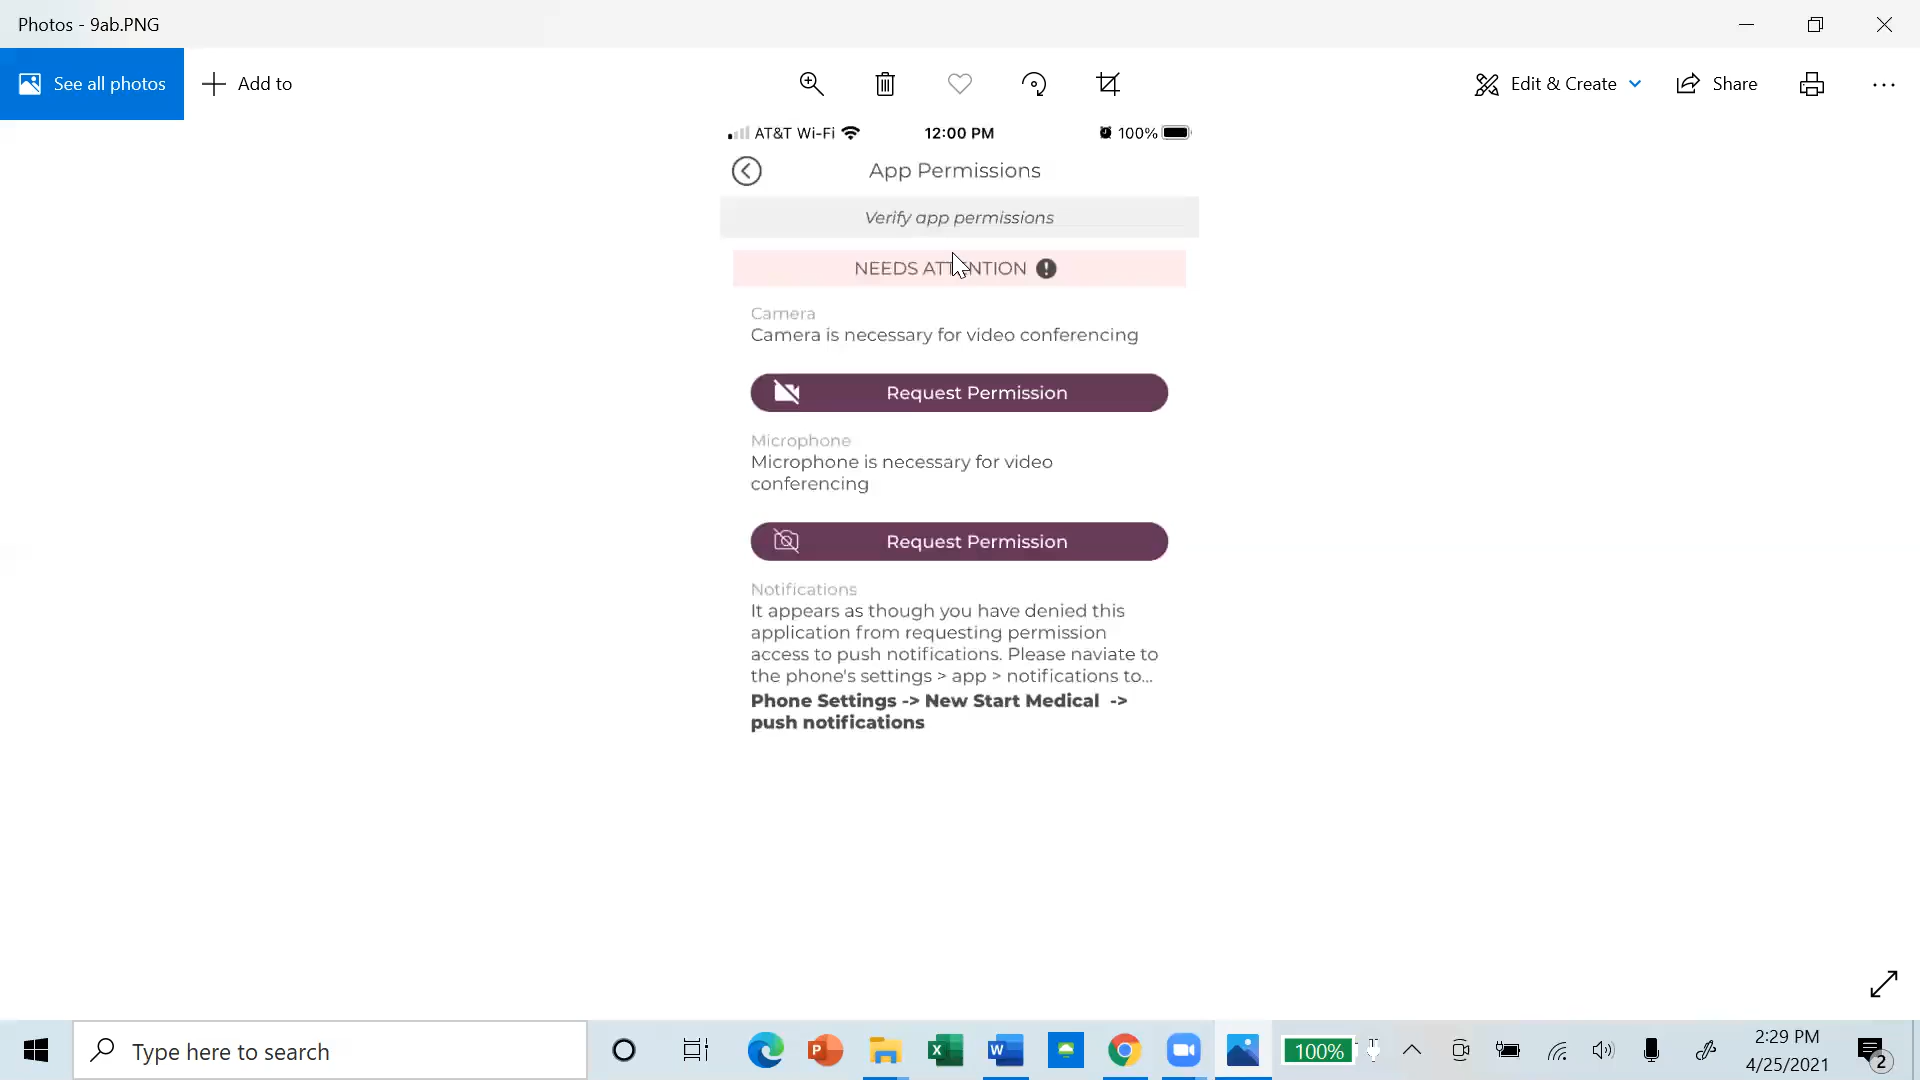 Photos - 9ab.PNG
See all photos
Add to
Edit & Create
Share
AT&T Wi-Fi
12:00 PM
100%
App Permissions
Verify app permissions
NEEDS ATTENTION
Camera
Camera is necessary for video conferencing
Request Permission
Microphone
Microphone is necessary for video
conferencing
Request Permission
Notifications
It appears as though you have denied this
application from requesting permission
access to push notifications. Please naviate to
the phone's settings > app > notifications to...
Phone Settings -> New Start Medical ->
push notifications
Type here to search
100%
2:29 PM
4/25/2021
2